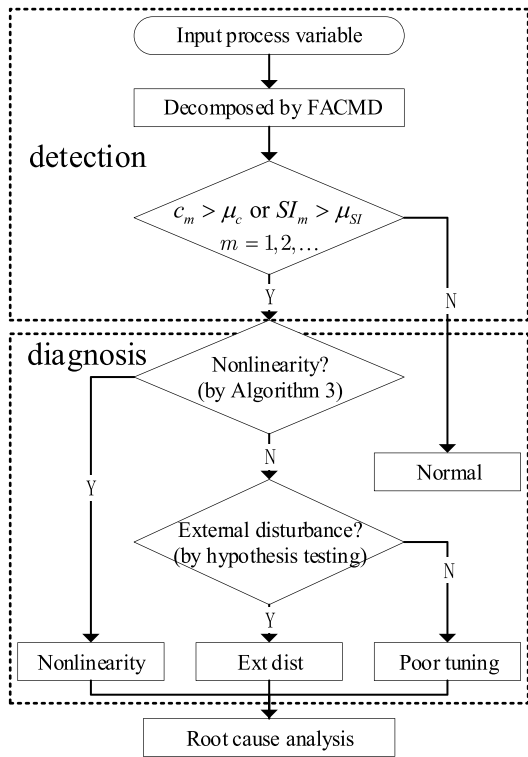 Input process variable
Decomposed by FACMD
detection
c_m > μ_c or SI_m > μ_SI
m = 1,2,...
Y
N
diagnosis
Nonlinearity?
(by Algorithm 3)
Normal
N
Y
External disturbance?
(by hypothesis testing)
N
Y
Nonlinearity
Ext dist
Poor tuning
Root cause analysis